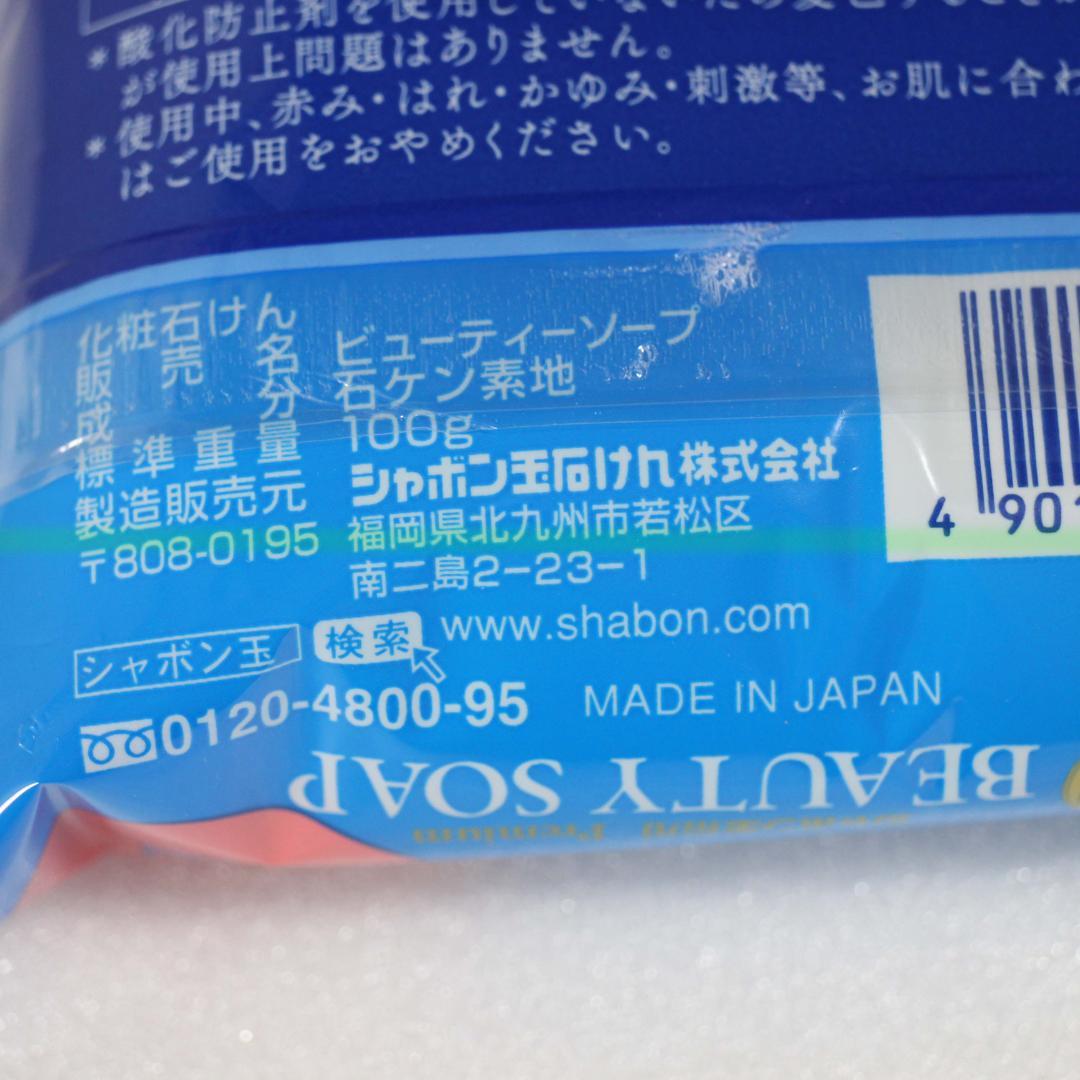 *酸化防止剤を使用していないため変色することが
が使用上問題はありません。
*使用中、赤み・はれ・かゆみ・刺激等、お肌に合わ
はご使用をおやめください。
化粧石けん
販売名 ビューティーソープ
成分 石ケン素地
標準重量 100g
製造販売元 シャボン玉石けん株式会社
〒808-0195 福岡県北九州市若松区
南二島2-23-1
シャボン玉 検索 www.shabon.com
0120-4800-95 MADE IN JAPAN
4 901
BEAUTY SOAP
Premium